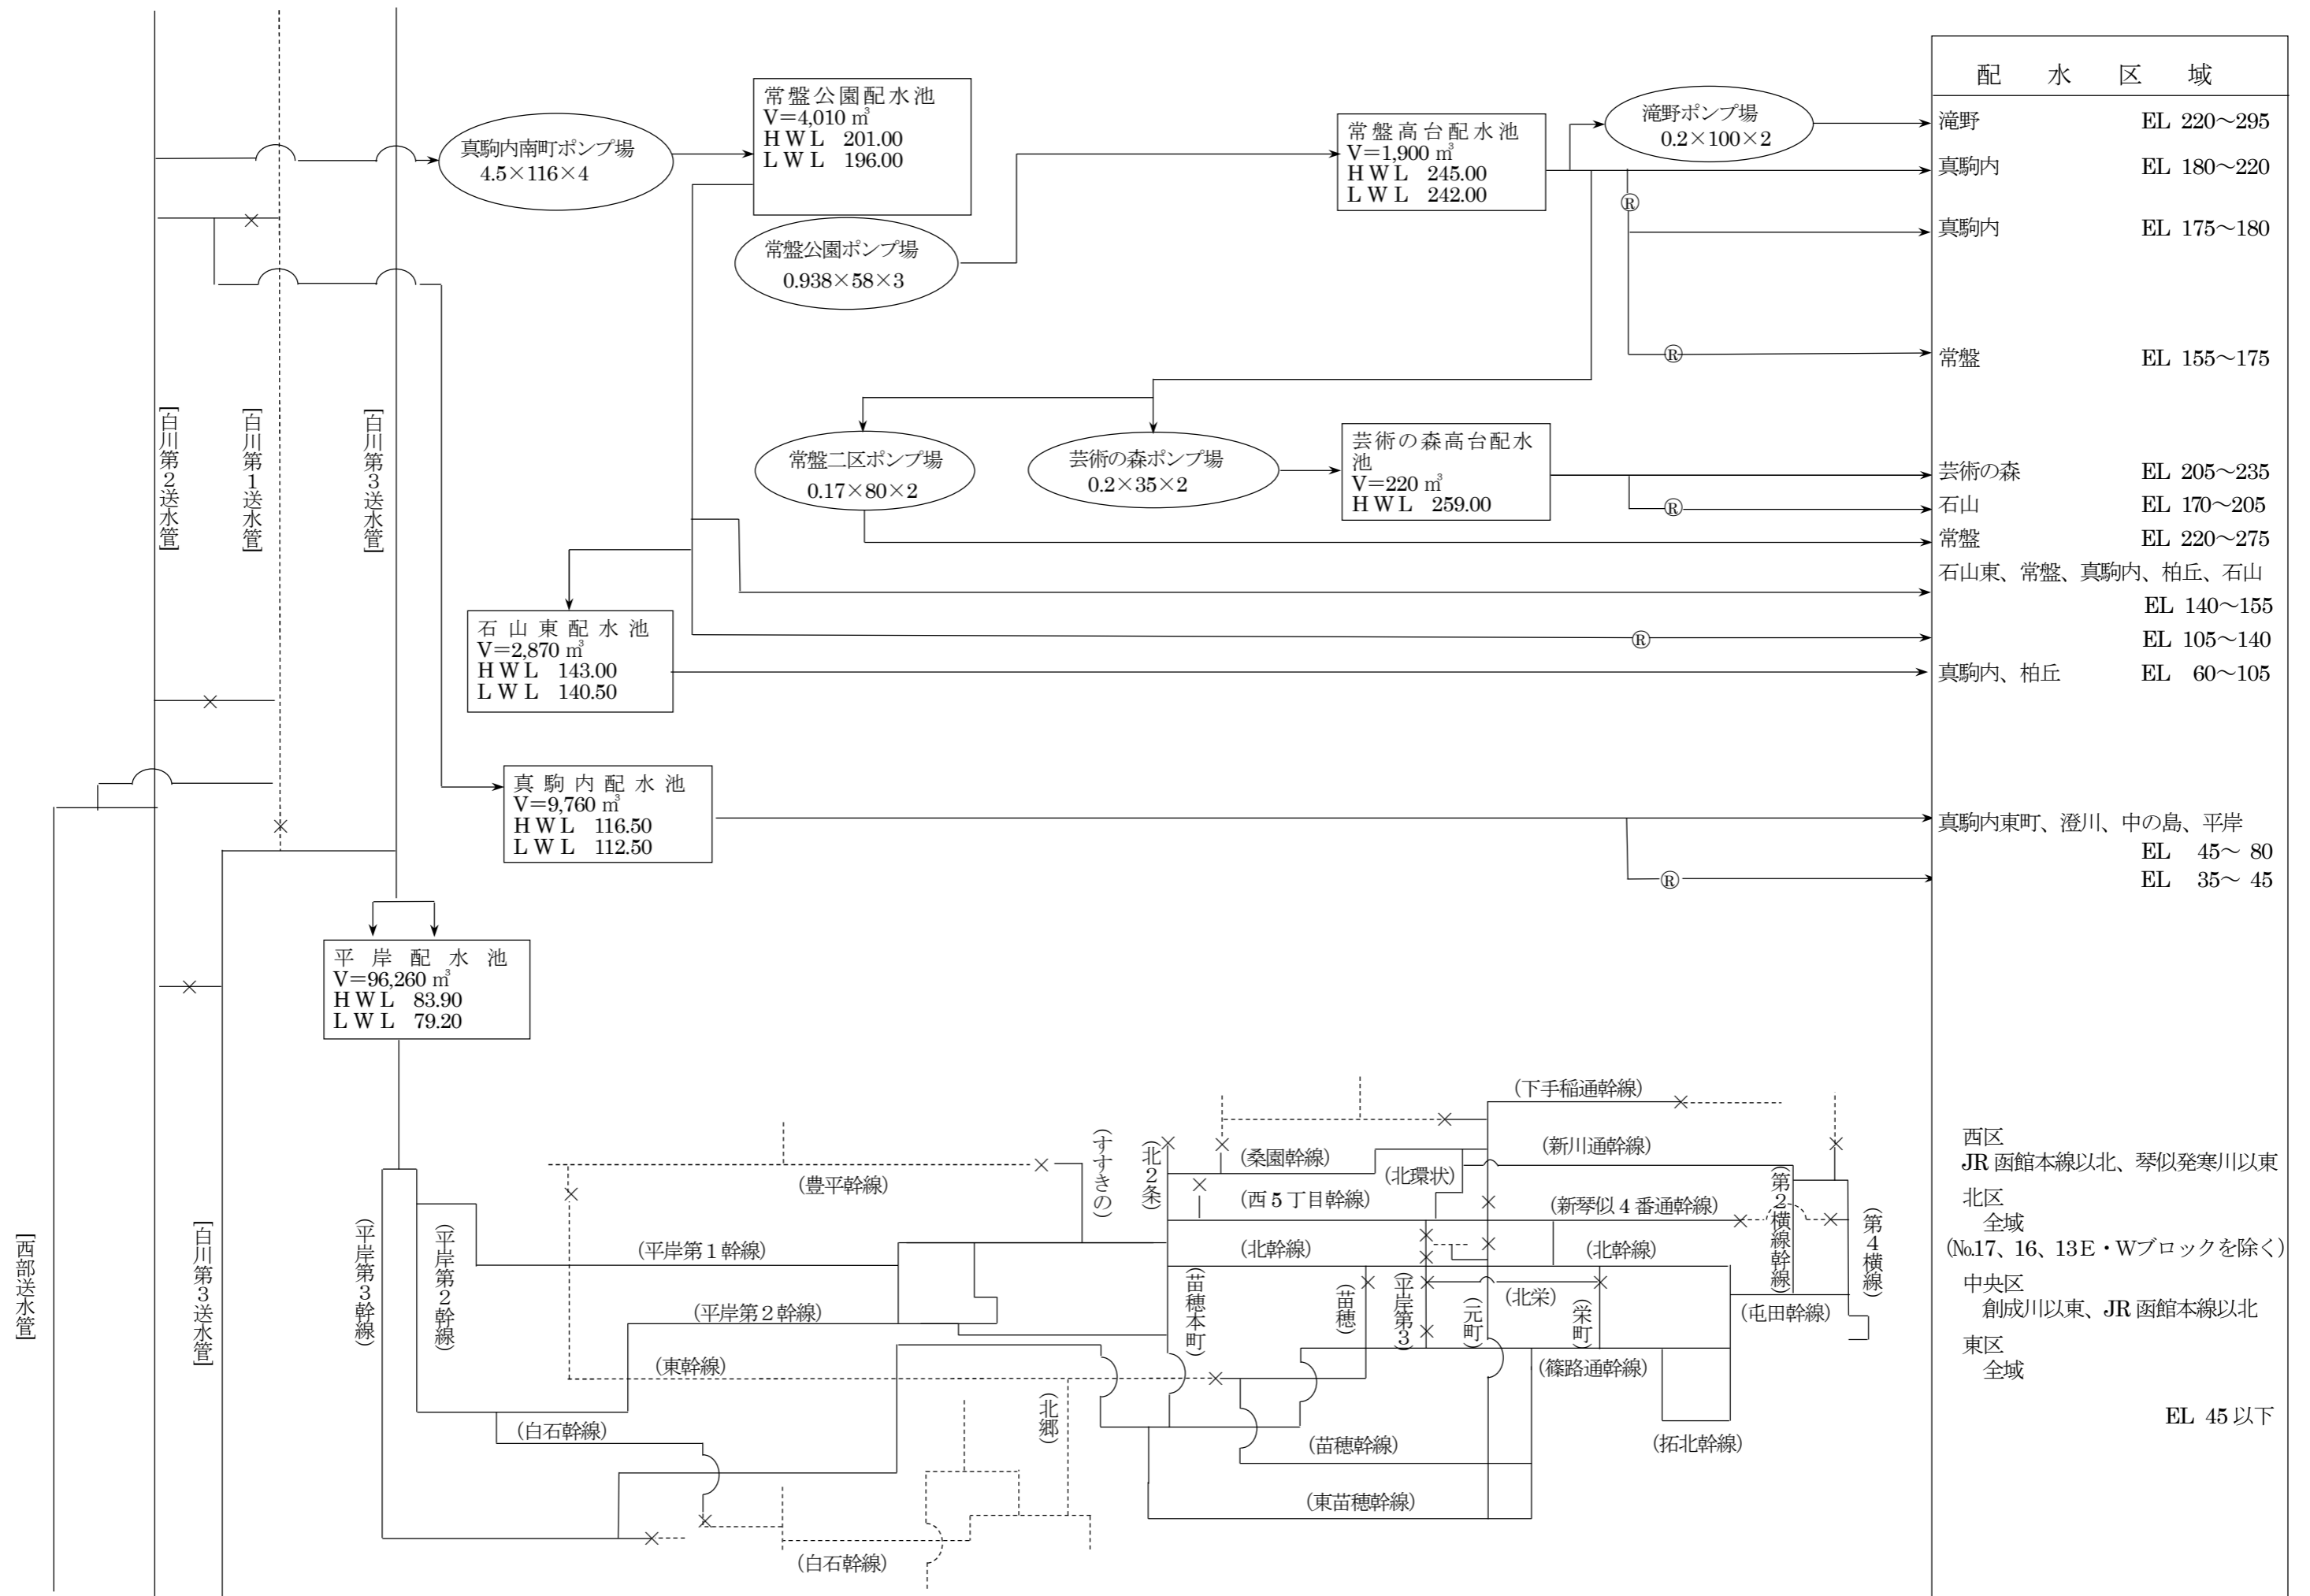 配水区域
常盤公園配水池
V=4,010 ㎥
HWL 201.00
LWL 196.00
真駒内南町ポンプ場
4.5×116×4
常盤公園ポンプ場
0.938×58×3
常盤高台配水池
V=1,900 ㎥
HWL 245.00
LWL 242.00
滝野ポンプ場
0.2×100×2
滝野 EL 220～295
真駒内 EL 180～220
Ⓡ
真駒内 EL 175～180
Ⓡ
常盤 EL 155～175
[白川第2送水管]
[白川第1送水管]
[白川第3送水管]
常盤二区ポンプ場
0.17×80×2
芸術の森ポンプ場
0.2×35×2
芸術の森高台配水
池
V=220 ㎥
HWL 259.00
芸術の森 EL 205～235
Ⓡ
石山 EL 170～205
常盤 EL 220～275
石山東、常盤、真駒内、柏丘、石山
EL 140～155
Ⓡ
EL 105～140
石山東配水池
V=2,870 ㎥
HWL 143.00
LWL 140.50
真駒内、柏丘 EL 60～105
真駒内配水池
V=9,760 ㎥
HWL 116.50
LWL 112.50
真駒内東町、澄川、中の島、平岸
EL 45～ 80
Ⓡ
EL 35～ 45
平岸配水池
V=96,260 ㎥
HWL 83.90
LWL 79.20
[西部送水管]
[白川第3送水管]
(平岸第3幹線)
(平岸第2幹線)
(豊平幹線)
(平岸第1幹線)
(平岸第2幹線)
(東幹線)
(白石幹線)
(白石幹線)
(北郷)
(すすきの)
(北2条)
(苗穂本町)
(下手稲通幹線)
(桑園幹線)
(北環状)
(新川通幹線)
(西5丁目幹線)
(新琴似4番通幹線)
(北幹線)
(北幹線)
(第2横線幹線)
(第4横線)
(苗穂)
(平岸第3)
(元町)
(北栄)
(栄町)
(屯田幹線)
(篠路通幹線)
(苗穂幹線)
(拓北幹線)
(東苗穂幹線)
西区
JR函館本線以北、琴似発寒川以東
北区
全域
(№17、16、13E・Wブロックを除く)
中央区
創成川以東、JR函館本線以北
東区
全域
EL 45以下